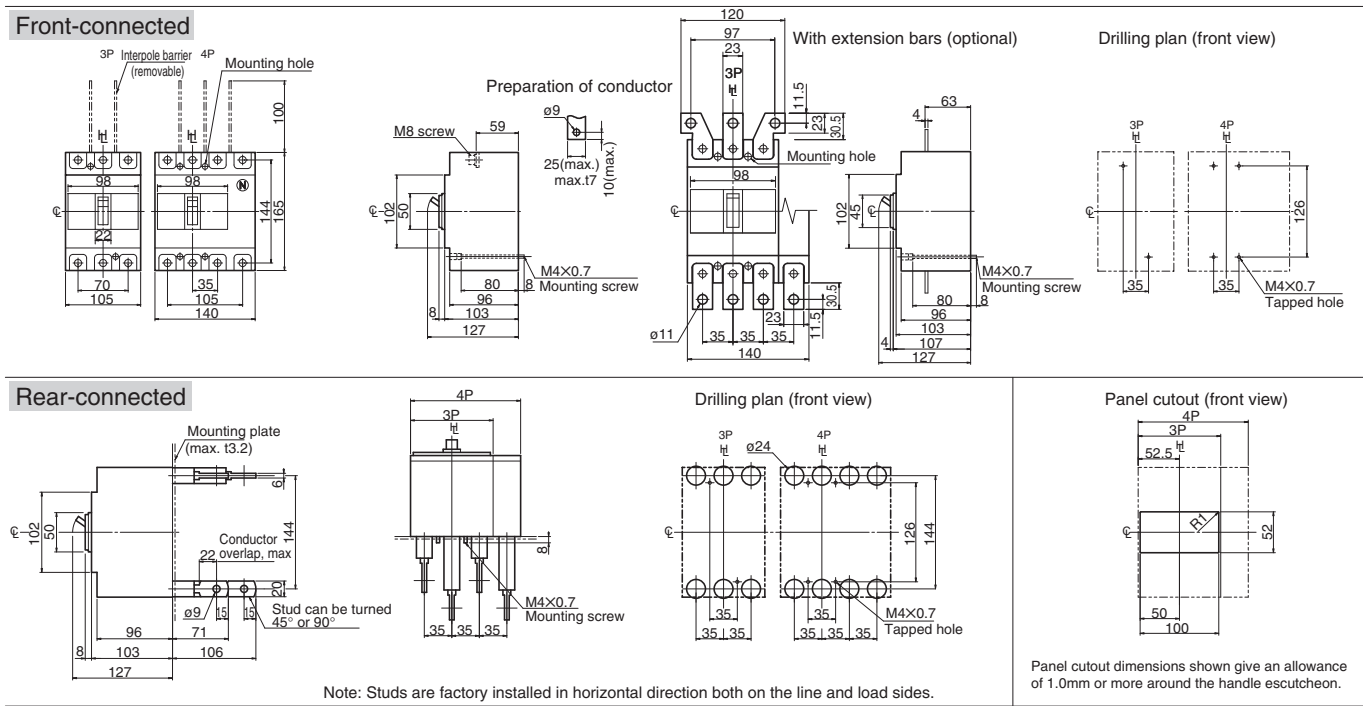 Front-connected
3P
Interpole barrier
(removable)
4P
Mounting hole
100
98
98
N
144
165
22
70
105
35
105
140
Preparation of conductor
ø9
M8 screw
59
25(max.)
max.t7
10(max.)
102
50
M4×0.7
Mounting screw
80
8
96
8
103
127
With extension bars (optional)
120
97
23
3P
11.5
23
30.5
Mounting hole
98
ø11
35
35
35
140
23
11.5
30.5
63
4
102
45
M4×0.7
Mounting screw
80
8
96
103
4
107
127
Drilling plan (front view)
3P
4P
126
35
35
M4×0.7
Tapped hole
Rear-connected
Mounting plate
(max. t3.2)
6
102
50
144
Conductor
overlap, max
22
20
ø9
15
15
Stud can be turned
45° or 90°
96
71
8
103
106
127
4P
3P
8
M4×0.7
Mounting screw
35
35
35
Drilling plan (front view)
3P
4P
ø24
126
144
35
35
35
35
35
35
35
M4×0.7
Tapped hole
Note: Studs are factory installed in horizontal direction both on the line and load sides.
Panel cutout (front view)
4P
3P
52.5
R1
52
50
100
Panel cutout dimensions shown give an allowance
of 1.0mm or more around the handle escutcheon.